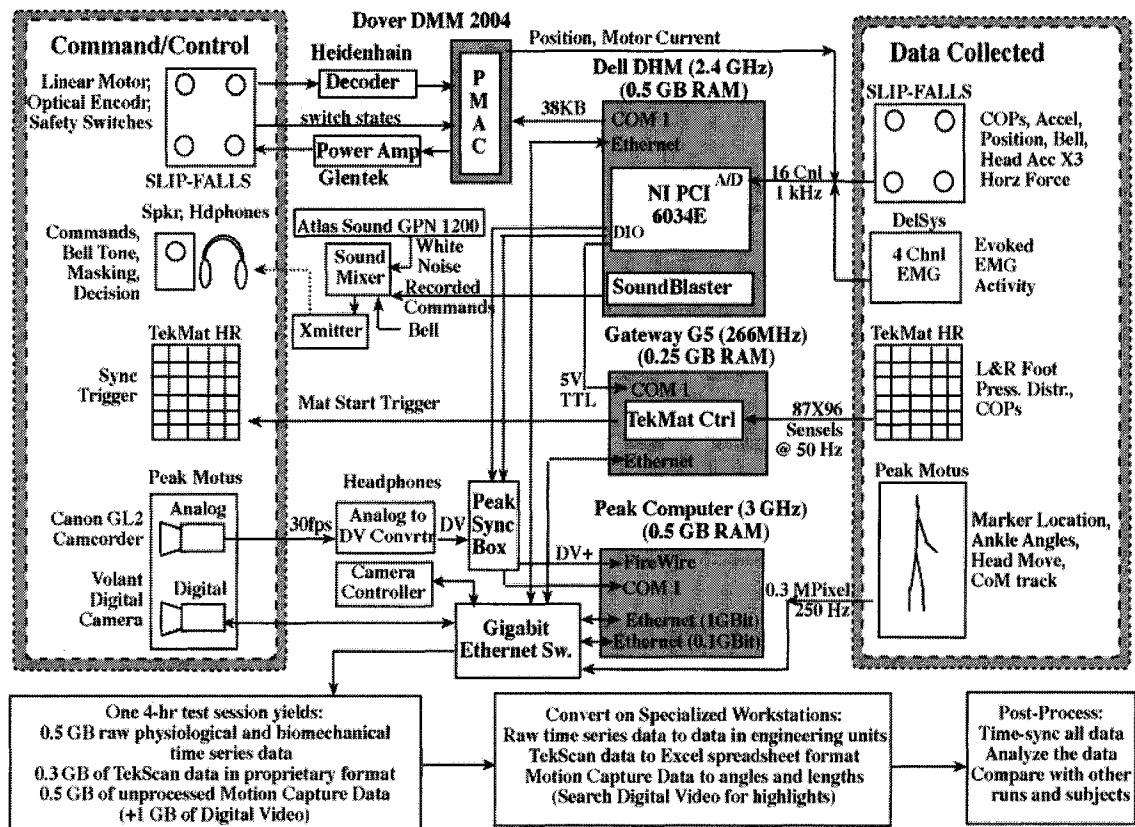 Dover DMM 2004
Command/Control
Linear Motor;
Optical Encodr;
Safety Switches
SLIP-FALLS
Heidenhain
Decoder
switch states
Power Amp
Glentek
PMAC
Position, Motor Current
Dell DHM (2.4 GHz)
(0.5 GB RAM)
38KB
COM 1
Ethernet
A/D
NI PCI
6034E
DIO
SoundBlaster
16 Cnl
1 kHz
Data Collected
SLIP-FALLS
COPs, Accel,
Position, Bell,
Head Acc X3
Horz Force
DelSys
4 Chnl
EMG
Evoked
EMG
Activity
Spkr, Hdphones
Commands,
Bell Tone,
Masking,
Decision
Atlas Sound GPN 1200
Sound
Mixer
White
Noise
Recorded
Commands
Bell
Xmitter
TekMat HR
Sync
Trigger
Mat Start Trigger
Gateway G5 (266MHz)
(0.25 GB RAM)
5V
TTL
COM 1
TekMat Ctrl
Ethernet
87X96
Sensels
@ 50 Hz
TekMat HR
L&R Foot
Press. Distr.,
COPs
Peak Motus
Analog
Canon GL2
Camcorder
Volant
Digital
Camera
Digital
30fps
Headphones
Analog to
DV Convrtr
DV
Peak
Sync
Box
Camera
Controller
Gigabit
Ethernet Sw.
Peak Computer (3 GHz)
(0.5 GB RAM)
DV+
FireWire
COM 1
Ethernet (1GBit)
Ethernet (0.1GBit)
0.3 MPixel
250 Hz
Peak Motus
Marker Location,
Ankle Angles,
Head Move,
CoM track
One 4-hr test session yields:
0.5 GB raw physiological and biomechanical
time series data
0.3 GB of TekScan data in proprietary format
0.5 GB of unprocessed Motion Capture Data
(+1 GB of Digital Video)
Convert on Specialized Workstations:
Raw time series data to data in engineering units
TekScan data to Excel spreadsheet format
Motion Capture Data to angles and lengths
(Search Digital Video for highlights)
Post-Process:
Time-sync all data
Analyze the data
Compare with other
runs and subjects